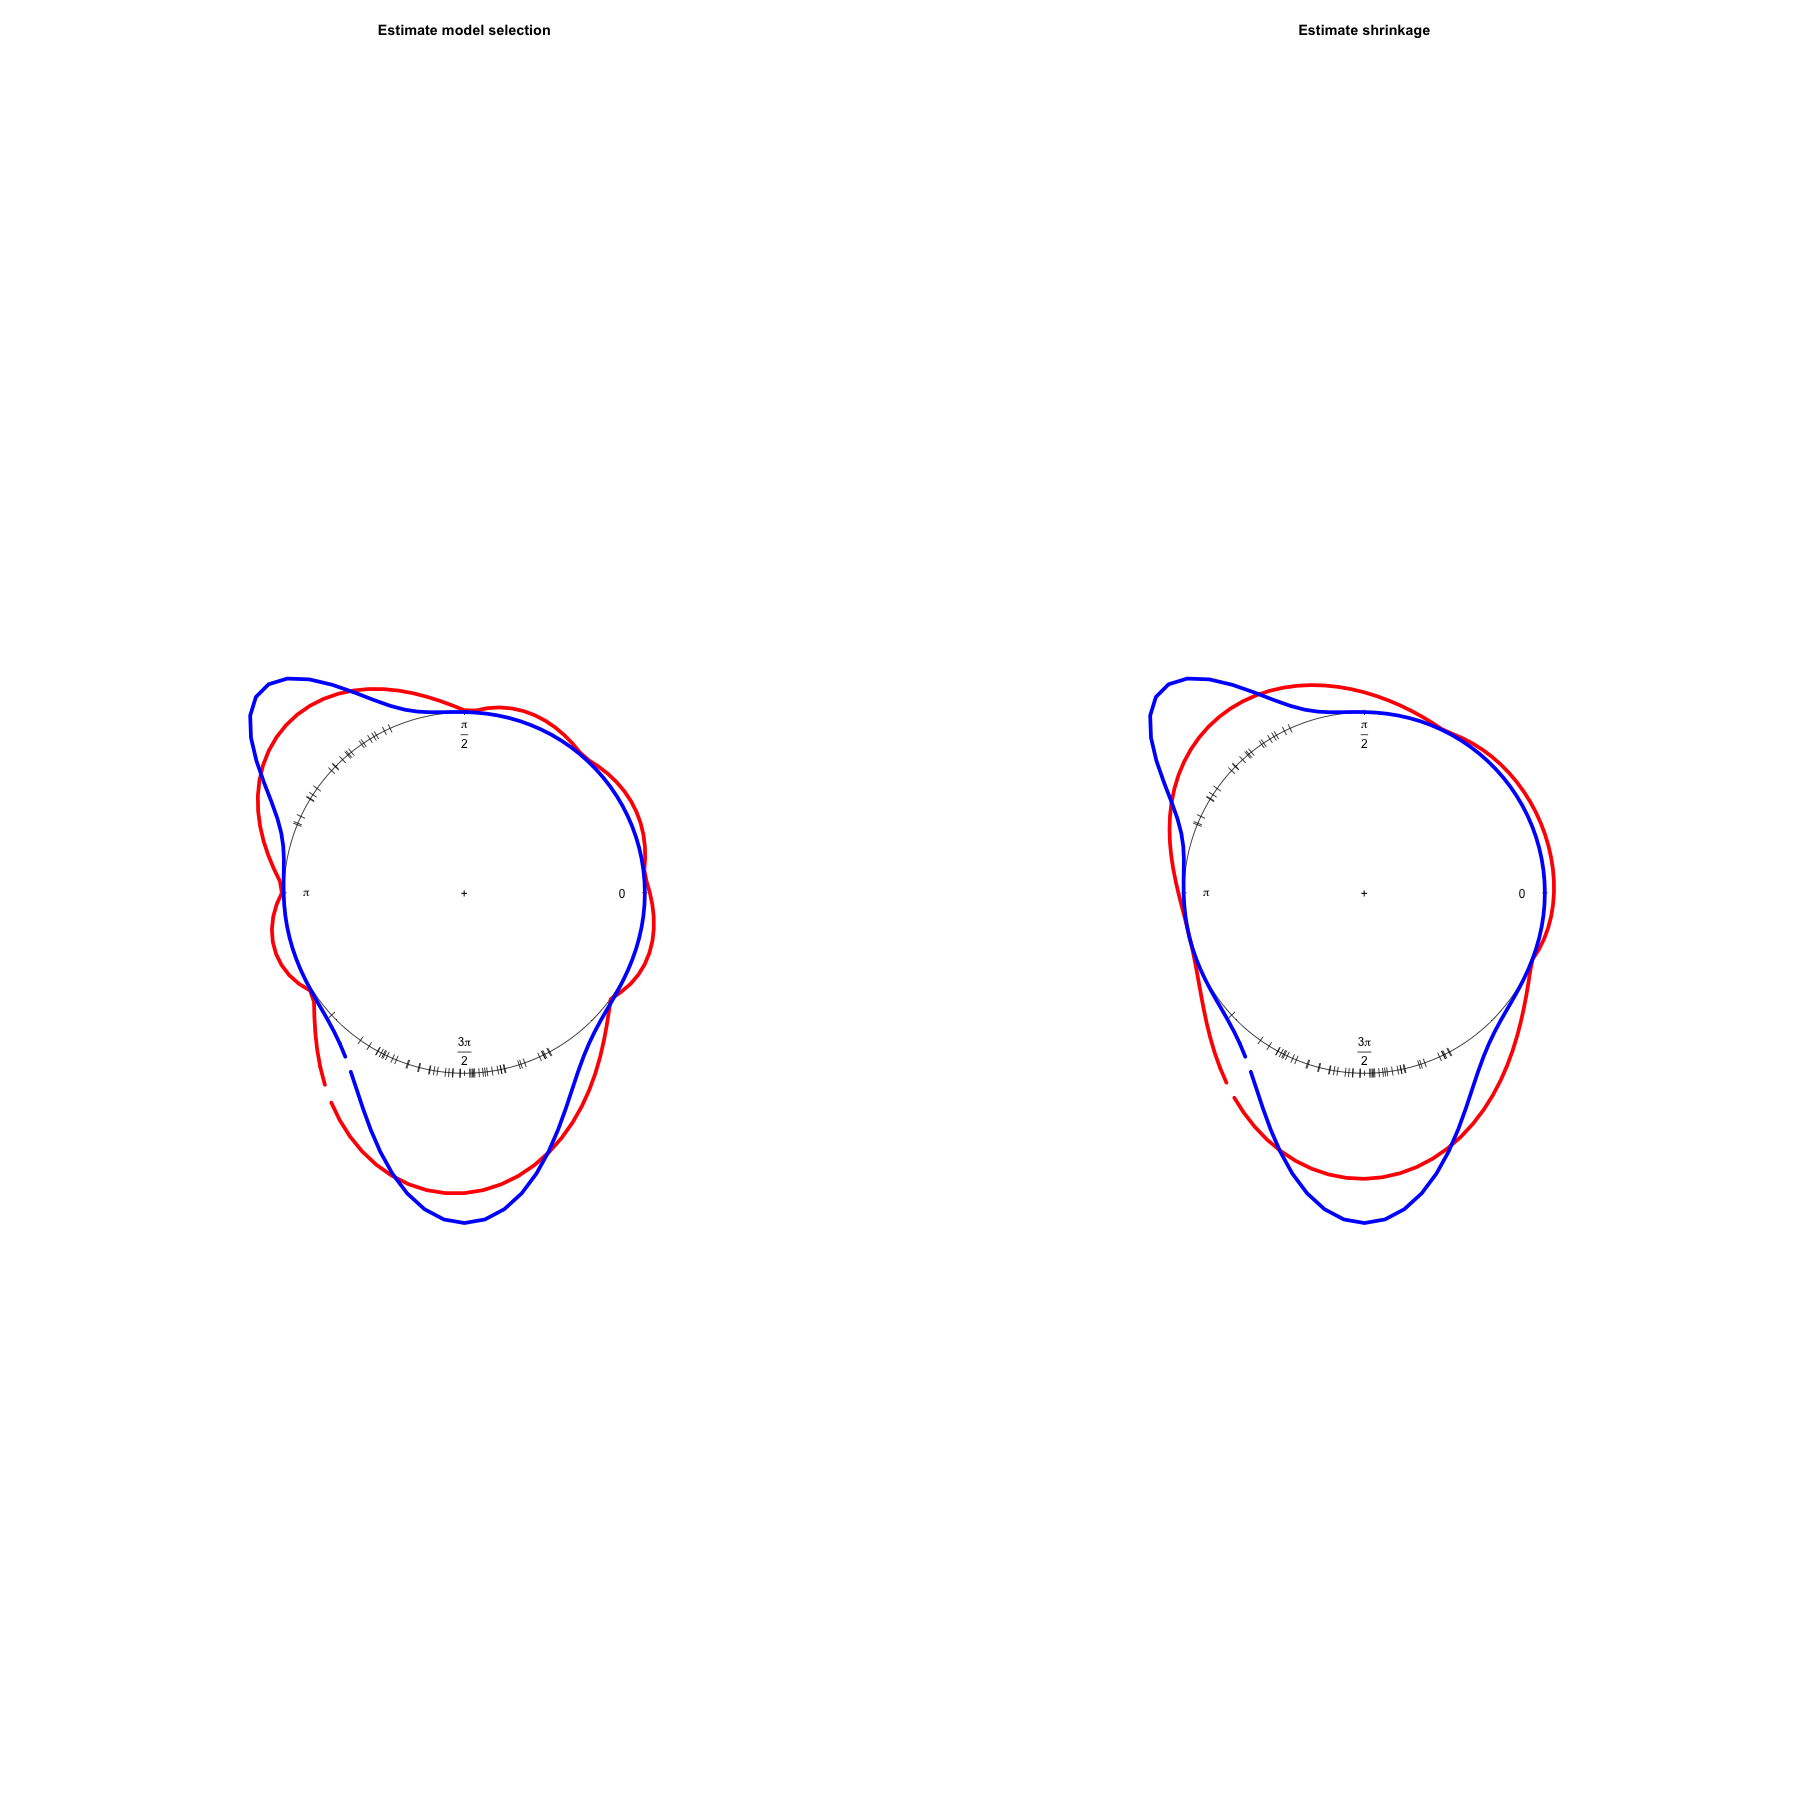 Estimate model selection
Estimate shrinkage
π
2
π
+
0
3π
2
π
2
π
+
0
3π
2